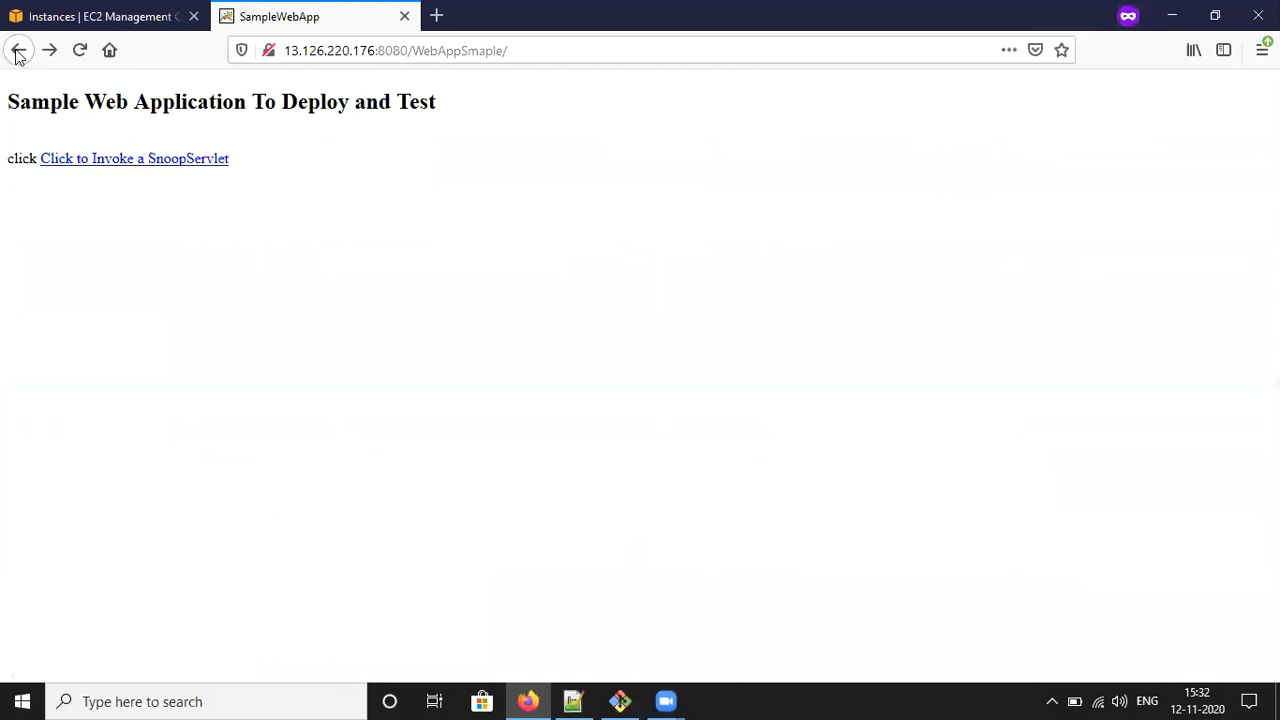 Instances | EC2 Management C
SampleWebApp
13.126.220.176:8080/WebAppSmaple/
Sample Web Application To Deploy and Test
click Click to Invoke a SnoopServlet
Type here to search
ENG
15:32
12-11-2020